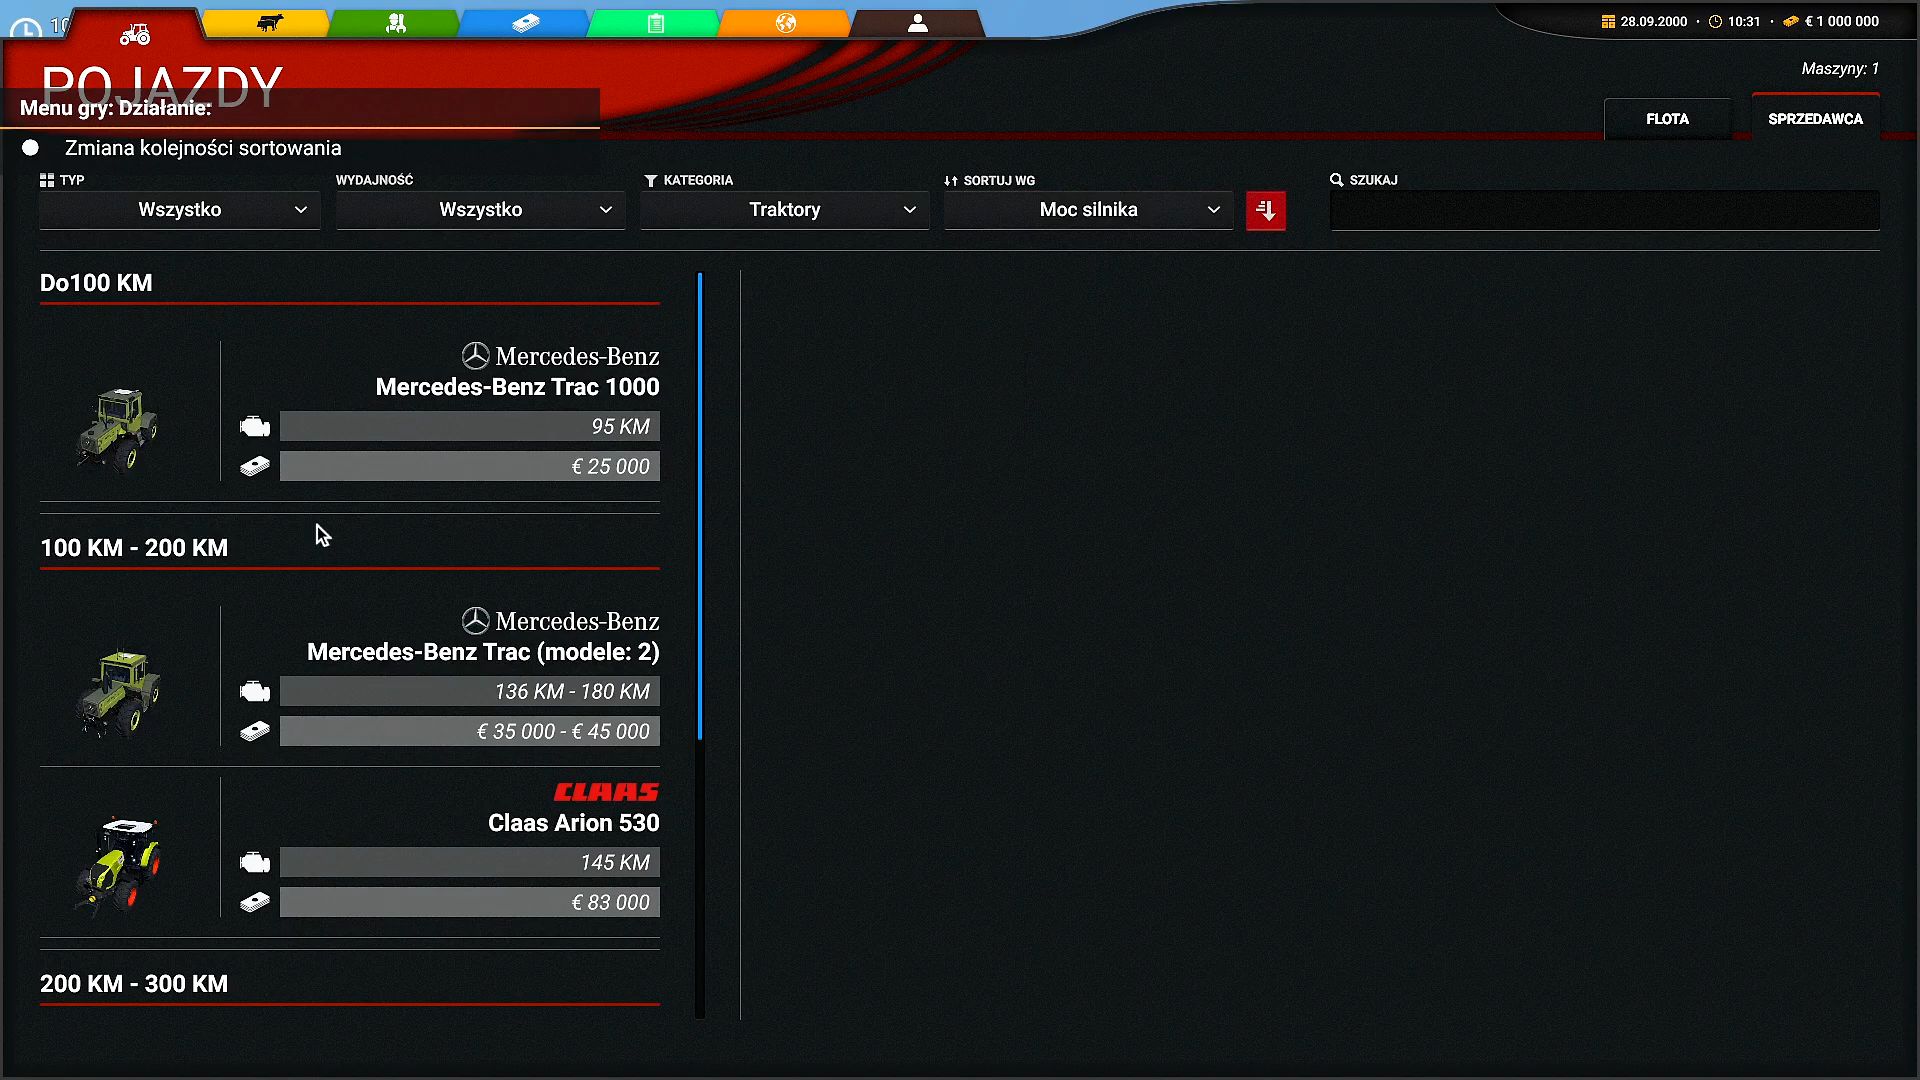 28.09.2000 · 10:31 · € 1 000 000
POJAZDY
Maszyny: 1
Menu gry: Działanie:
FLOTA
SPRZEDAWCA
Zmiana kolejności sortowania
TYP
WYDAJNOŚĆ
KATEGORIA
SORTUJ WG
SZUKAJ
Wszystko
Wszystko
Traktory
Moc silnika
Do100 KM
Mercedes-Benz
Mercedes-Benz Trac 1000
95 KM
€ 25 000
100 KM - 200 KM
Mercedes-Benz
Mercedes-Benz Trac (modele: 2)
136 KM - 180 KM
€ 35 000 - € 45 000
CLAAS
Claas Arion 530
145 KM
€ 83 000
200 KM - 300 KM